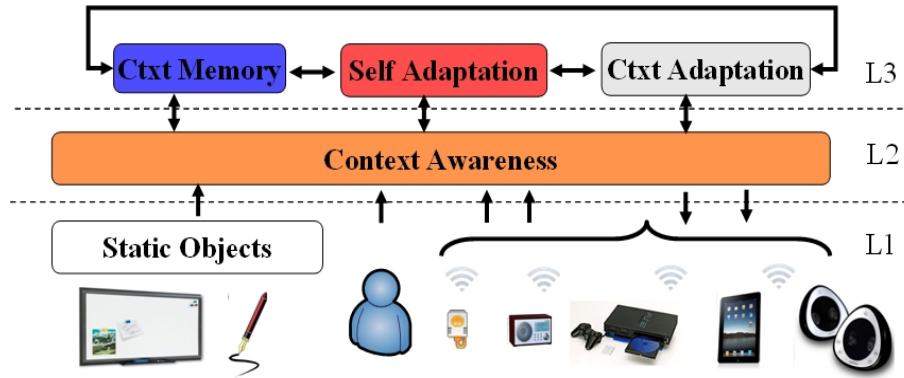 Ctxt Memory
Self Adaptation
Ctxt Adaptation
L3
Context Awareness
L2
Static Objects
L1